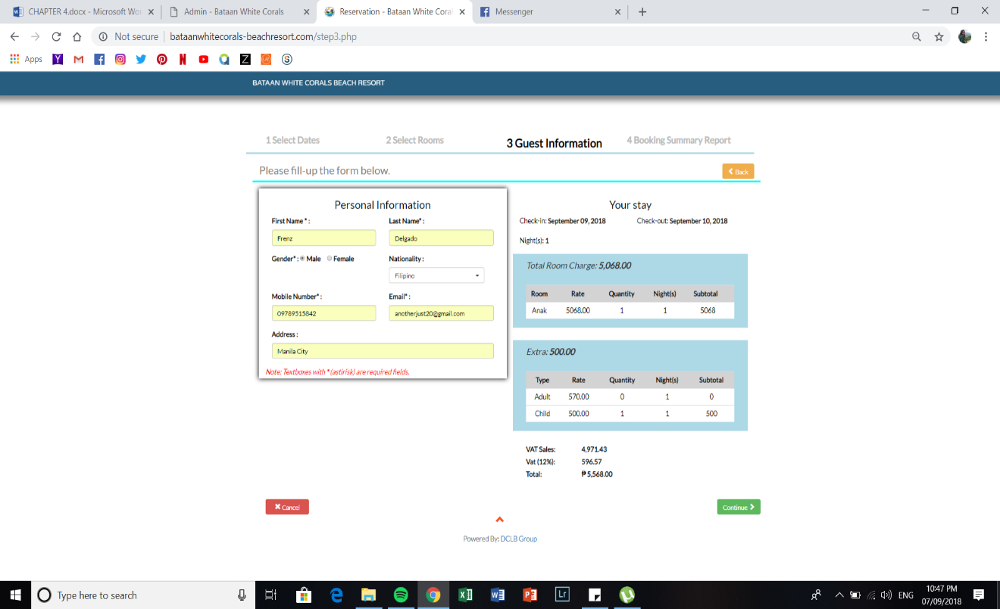 CHAPTER 4.docx - Microsoft Wor
Admin - Bataan White Corals
Reservation - Bataan White Coral
Messenger
Not secure bataanwhitecorals-beachresort.com/step3.php
Apps
BATAAN WHITE CORALS BEACH RESORT
1 Select Dates 2 Select Rooms 3 Guest Information 4 Booking Summary Report
Please fill-up the form below.
Back
Personal Information
First Name * : Last Name* :
Frenz Delgado
Gender* : Male Female Nationality :
Filipino
Mobile Number* : Email* :
09789515842 anotherjust20@gmail.com
Address :
Manila City
Note: Textboxes with * (astirisk) are required fields.
Your stay
Check-in: September 09, 2018 Check-out: September 10, 2018
Night(s): 1
Total Room Charge: 5,068.00
Room Rate Quantity Night(s) Subtotal
Anak 5068.00 1 1 5068
Extra: 500.00
Type Rate Quantity Night(s) Subtotal
Adult 570.00 0 1 0
Child 500.00 1 1 500
VAT Sales: 4,971.43
Vat (12%): 596.57
Total: ₱ 5,568.00
Cancel
Continue
Powered By: DCLB Group
Type here to search
ENG
10:47 PM
07/09/2018